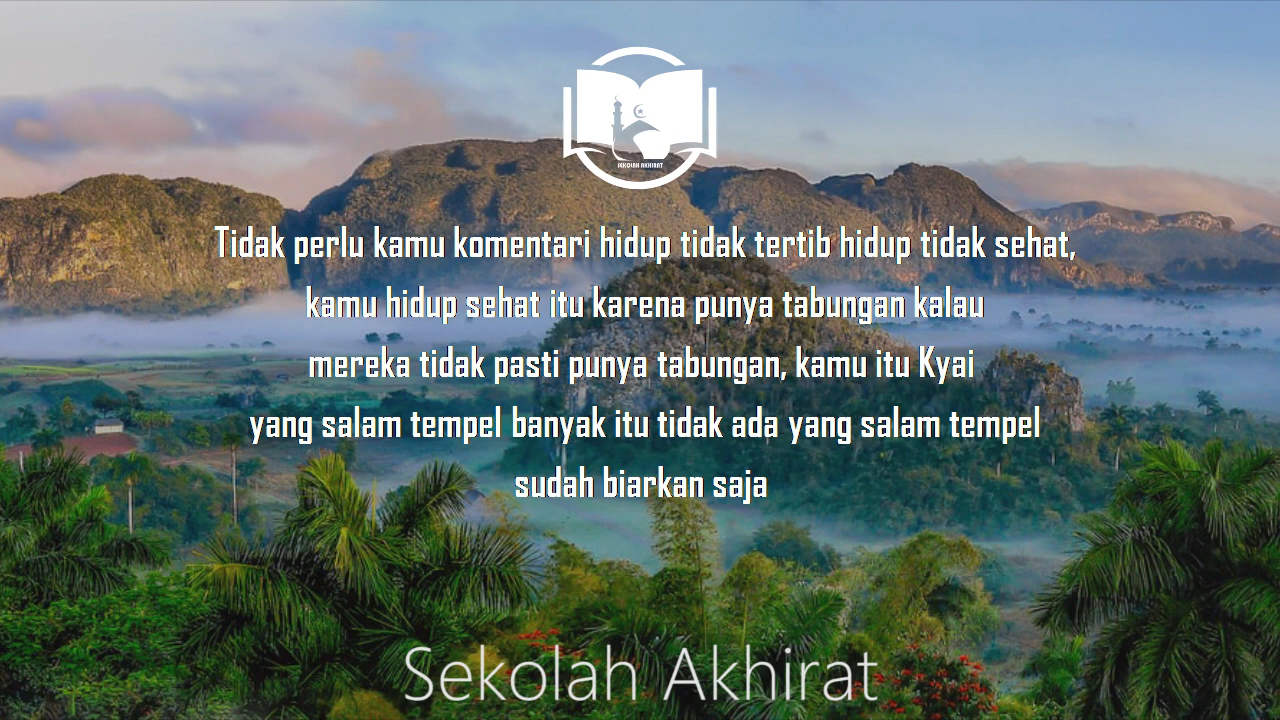 SEKOLAH AKHIRAT
Tidak perlu kamu komentari hidup tidak tertib hidup tidak sehat,
kamu hidup sehat itu karena punya tabungan kalau
mereka tidak pasti punya tabungan, kamu itu Kyai
yang salam tempel banyak itu tidak ada yang salam tempel
sudah biarkan saja
Sekolah Akhirat